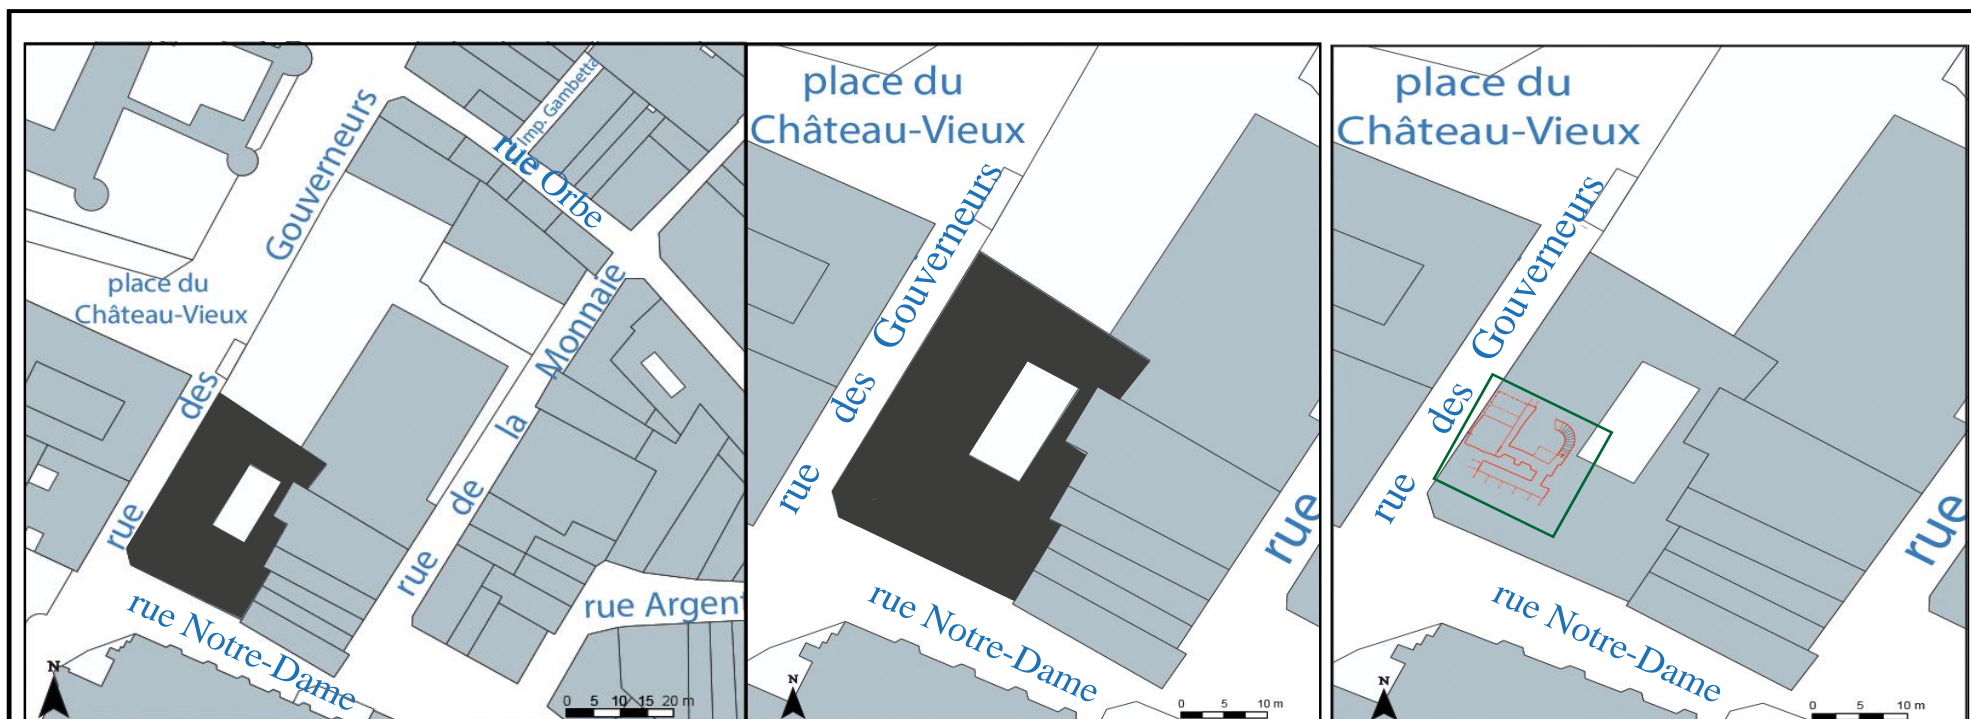 Imp. Gambetta
rue Orbe
rue des Gouverneurs
place du
Château-Vieux
rue de la Monnaie
rue Argent
rue Notre-Dame
N
0 5 10 15 20 m
place du
Château-Vieux
rue des Gouverneurs
rue
rue Notre-Dame
N
0 5 10 m
place du
Château-Vieux
rue des Gouverneurs
rue
rue Notre-Dame
N
0 5 10 m